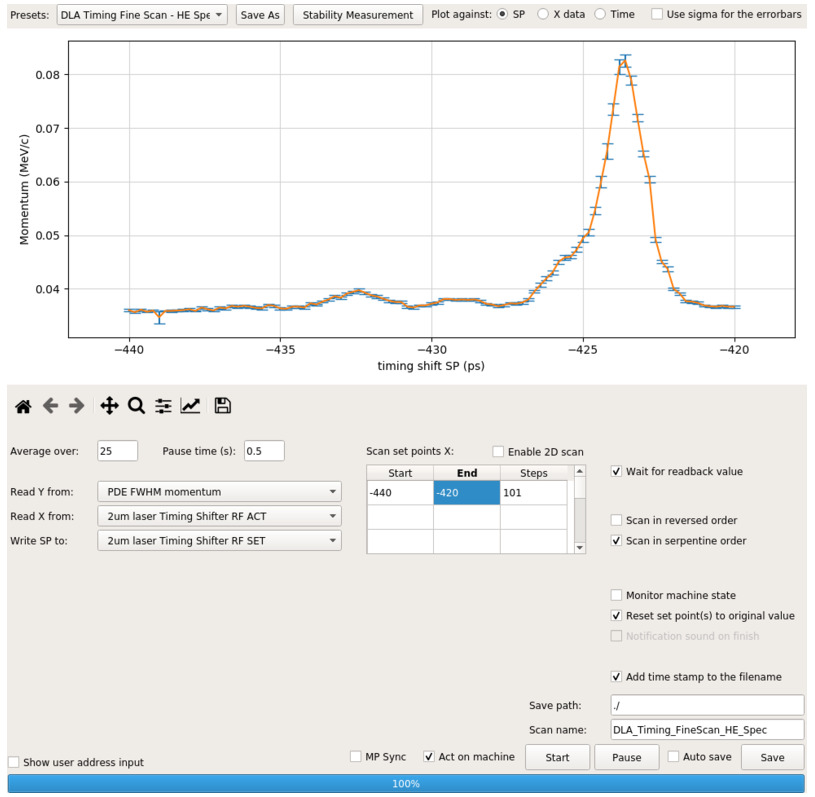 Presets: DLA Timing Fine Scan - HE Spe Save As Stability Measurement Plot against: SP X data Time Use sigma for the errorbars
0.08
0.07
0.06
0.05
0.04
Momentum (MeV/c)
−440 −435 −430 −425 −420
timing shift SP (ps)
Average over: 25 Pause time (s): 0.5
Read Y from: PDE FWHM momentum
Read X from: 2um laser Timing Shifter RF ACT
Write SP to: 2um laser Timing Shifter RF SET
Scan set points X: Enable 2D scan
Start End Steps
-440 -420 101
Wait for readback value
Scan in reversed order
Scan in serpentine order
Monitor machine state
Reset set point(s) to original value
Notification sound on finish
Add time stamp to the filename
Save path: ./
Scan name: DLA_Timing_FineScan_HE_Spec
Show user address input MP Sync Act on machine Start Pause Auto save Save
100%